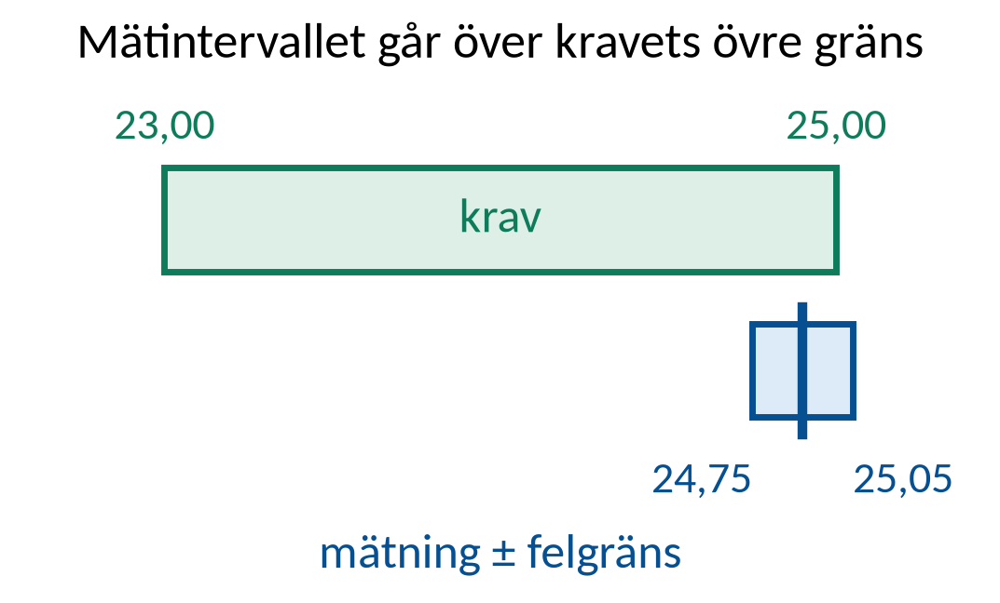 Mätintervallet går över kravets övre gräns
23,00 25,00
krav
24,75 25,05
mätning ± felgräns